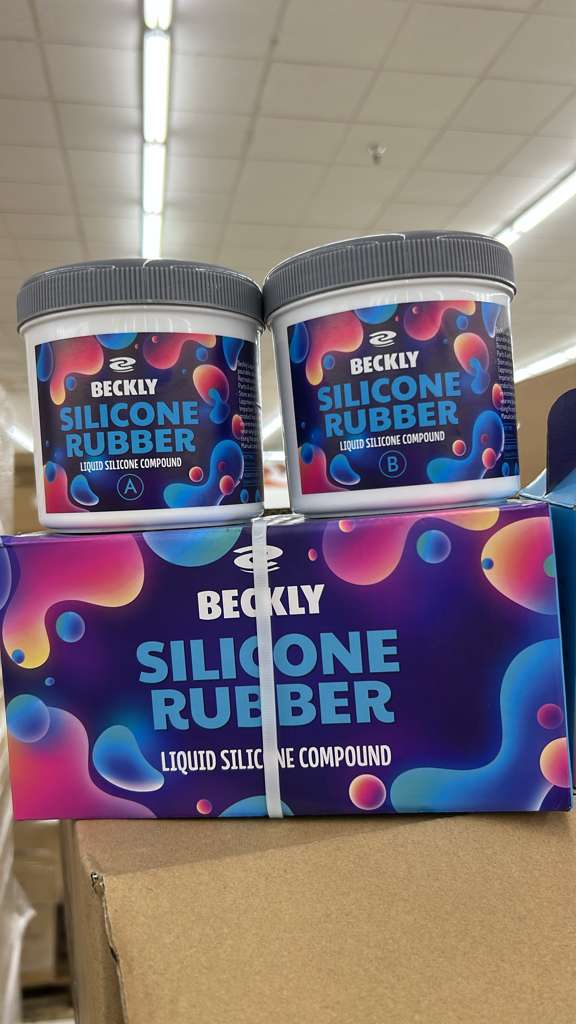 BECKLY
SILICONE
RUBBER
LIQUID SILICONE COMPOUND
A
BECKLY
SILICONE
RUBBER
LIQUID SILICONE COMPOUND
B
BECKLY
SILICONE
RUBBER
LIQUID SILICONE COMPOUND